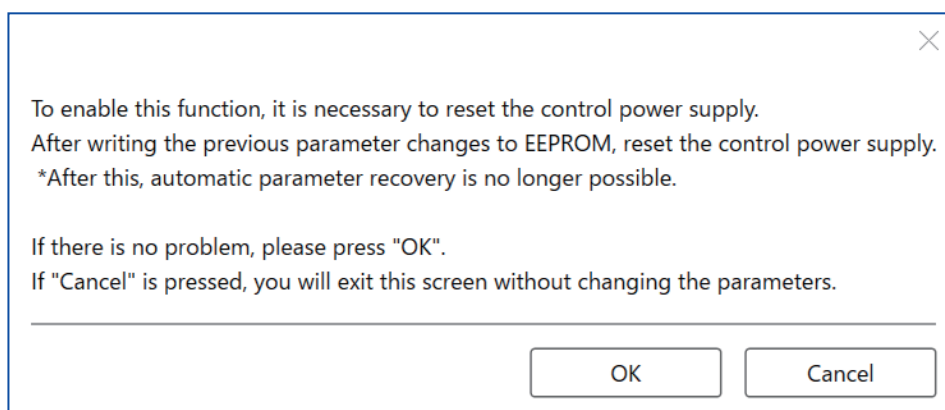 To enable this function, it is necessary to reset the control power supply.
After writing the previous parameter changes to EEPROM, reset the control power supply.
*After this, automatic parameter recovery is no longer possible.
If there is no problem, please press "OK".
If "Cancel" is pressed, you will exit this screen without changing the parameters.
OK
Cancel